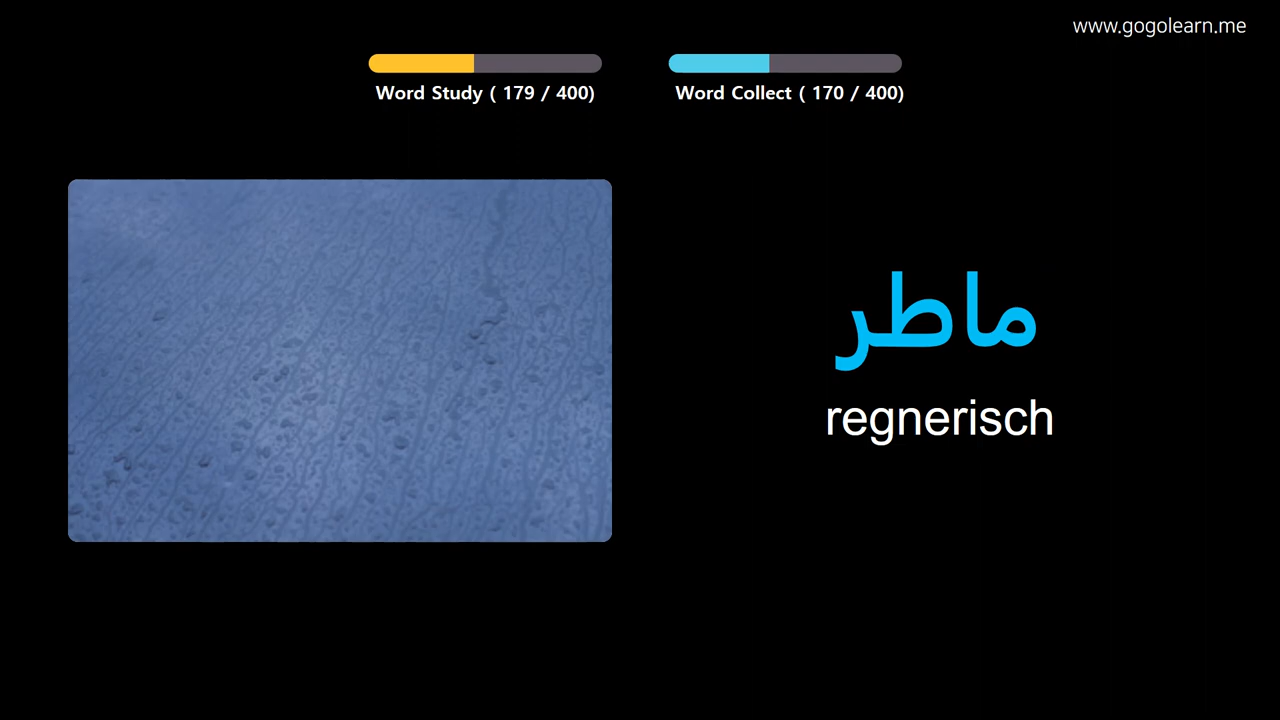 www.gogolearn.me
Word Study ( 179 / 400)
Word Collect ( 170 / 400)
ماطر
regnerisch